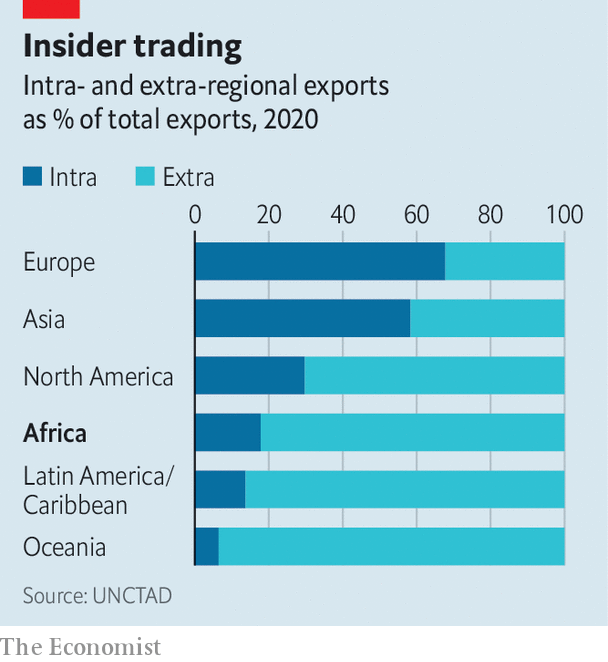 Insider trading
Intra- and extra-regional exports
as % of total exports, 2020
Intra Extra
0 20 40 60 80 100
Europe
Asia
North America
Africa
Latin America/
Caribbean
Oceania
Source: UNCTAD
The Economist